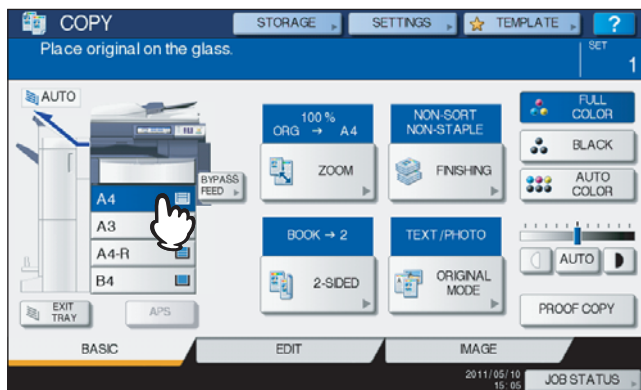 COPY
STORAGE
SETTINGS
TEMPLATE
?
Place original on the glass.
SET
1
AUTO
100 %
ORG → A4
NON-SORT
NON-STAPLE
FULL
COLOR
BLACK
ZOOM
FINISHING
BYPASS
FEED
AUTO
COLOR
A4
A3
A4-R
B4
BOOK → 2
TEXT/PHOTO
2-SIDED
ORIGINAL
MODE
AUTO
EXIT
TRAY
APS
PROOF COPY
BASIC
EDIT
IMAGE
2011/05/10
15:05
JOB STATUS